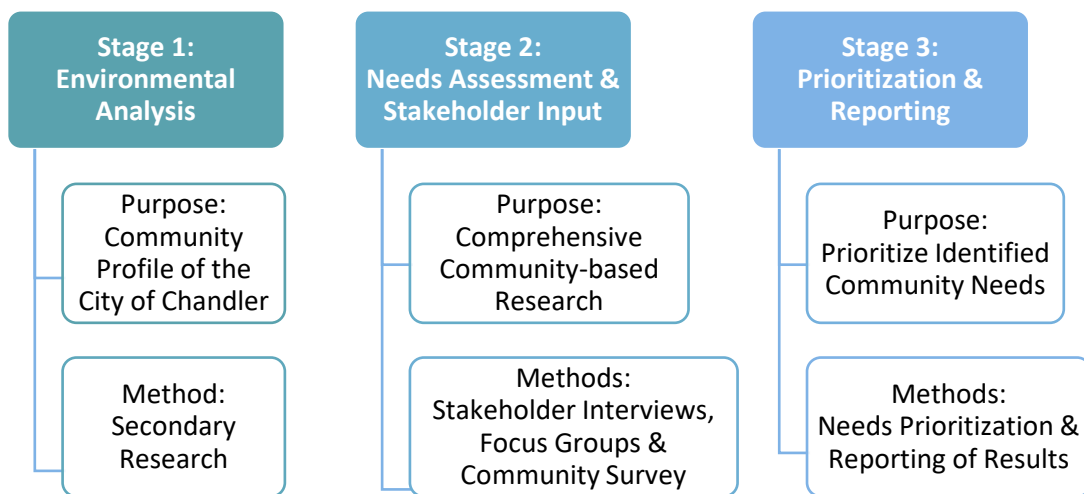 Stage 1:
Environmental
Analysis
Purpose:
Community
Profile of the
City of Chandler
Method:
Secondary
Research
Stage 2:
Needs Assessment &
Stakeholder Input
Purpose:
Comprehensive
Community-based
Research
Methods:
Stakeholder Interviews,
Focus Groups &
Community Survey
Stage 3:
Prioritization &
Reporting
Purpose:
Prioritize Identified
Community Needs
Methods:
Needs Prioritization &
Reporting of Results